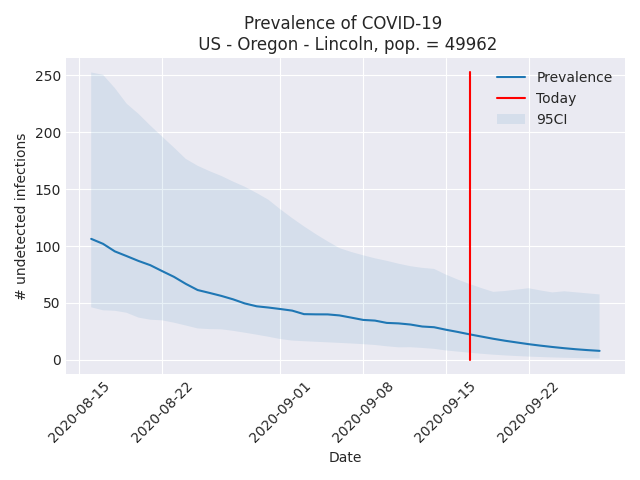 Prevalence of COVID-19
US - Oregon - Lincoln, pop. = 49962
250
200
150
100
50
0
# undetected infections
Prevalence
Today
95CI
2020-08-15
2020-08-22
2020-09-01
2020-09-08
2020-09-15
2020-09-22
Date